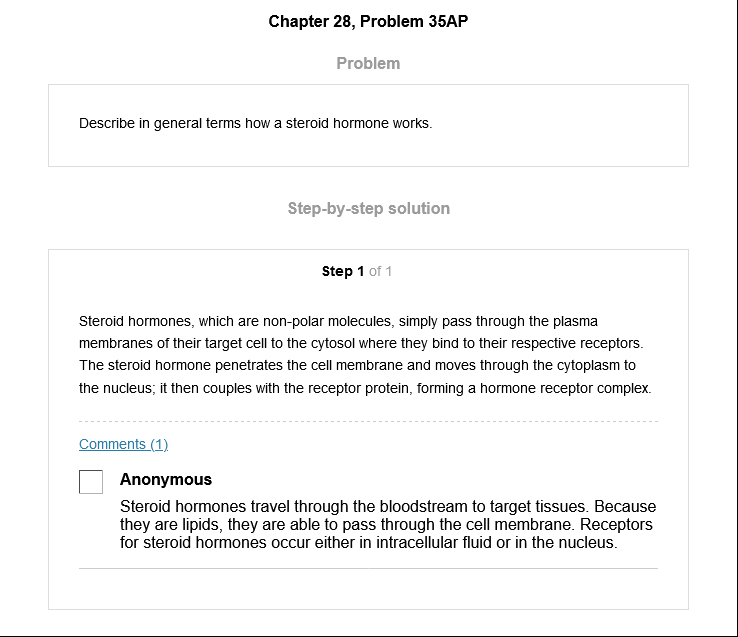 Chapter 28, Problem 35AP
Problem
Describe in general terms how a steroid hormone works.
Step-by-step solution
Step 1 of 1
Steroid hormones, which are non-polar molecules, simply pass through the plasma
membranes of their target cell to the cytosol where they bind to their respective receptors.
The steroid hormone penetrates the cell membrane and moves through the cytoplasm to
the nucleus; it then couples with the receptor protein, forming a hormone receptor complex.
Comments (1)
Anonymous
Steroid hormones travel through the bloodstream to target tissues. Because
they are lipids, they are able to pass through the cell membrane. Receptors
for steroid hormones occur either in intracellular fluid or in the nucleus.